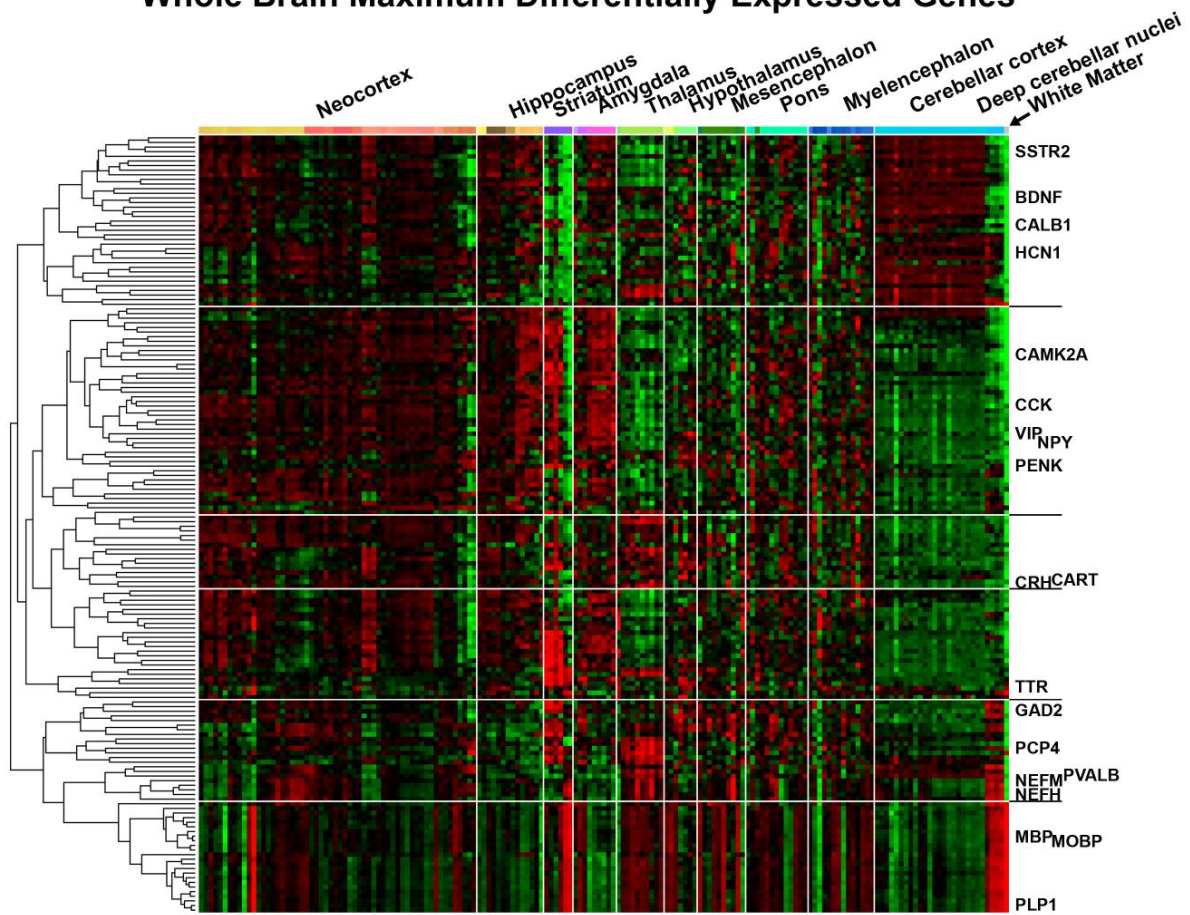 Whole Brain Maximum Differentially Expressed Genes
Neocortex
Hippocampus
Striatum
Amygdala
Thalamus
Hypothalamus
Mesencephalon
Pons
Myelencephalon
Cerebellar cortex
Deep cerebellar nuclei
White Matter
SSTR2
BDNF
CALB1
HCN1
CAMK2A
CCK
VIP
NPY
PENK
CRH CART
TTR
GAD2
PCP4
NEFM PVALB
NEFH
MBP MOBP
PLP1